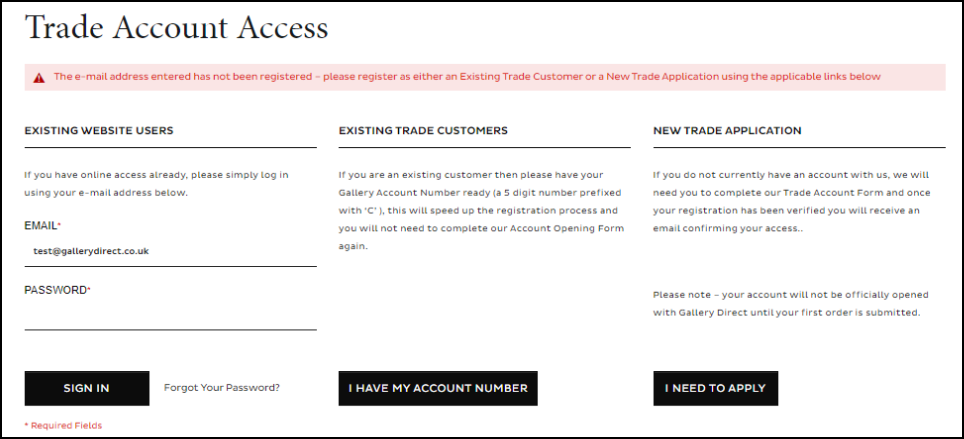 Trade Account Access
The e-mail address entered has not been registered – please register as either an Existing Trade Customer or a New Trade Application using the applicable links below
EXISTING WEBSITE USERS
If you have online access already, please simply log in
using your e-mail address below.
EMAIL*
test@gallerydirect.co.uk
PASSWORD*
SIGN IN
Forgot Your Password?
* Required Fields
EXISTING TRADE CUSTOMERS
If you are an existing customer then please have your
Gallery Account Number ready (a 5 digit number prefixed
with 'C' ), this will speed up the registration process and
you will not need to complete our Account Opening Form
again.
I HAVE MY ACCOUNT NUMBER
NEW TRADE APPLICATION
If you do not currently have an account with us, we will
need you to complete our Trade Account Form and once
your registration has been verified you will receive an
email confirming your access..
Please note – your account will not be officially opened
with Gallery Direct until your first order is submitted.
I NEED TO APPLY